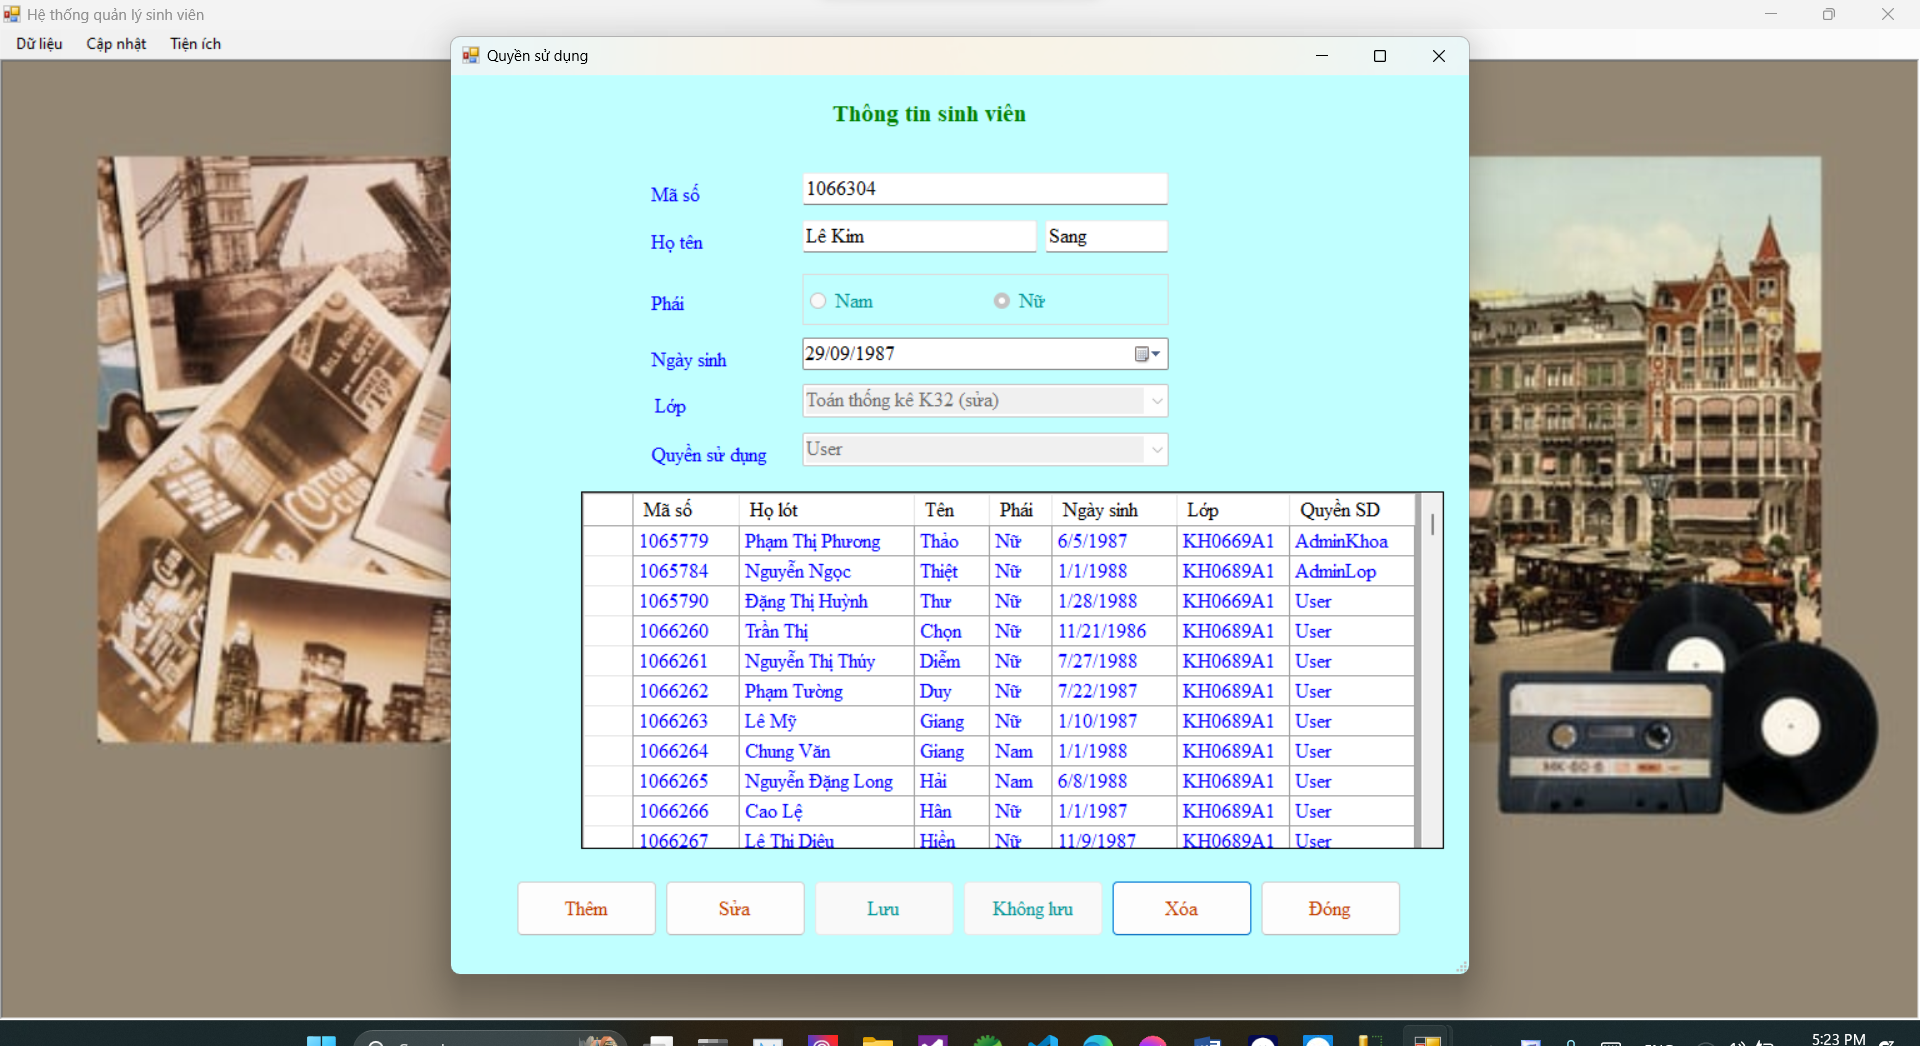 Hệ thống quản lý sinh viên
Dữ liệu Cập nhật Tiện ích
Quyền sử dụng
Thông tin sinh viên
Mã số 1066304
Họ tên Lê Kim Sang
Phái Nam Nữ
Ngày sinh 29/09/1987
Lớp Toán thống kê K32 (sửa)
Quyền sử dụng User
Mã số Họ lót Tên Phái Ngày sinh Lớp Quyền SD
1065779 Phạm Thị Phương Thảo Nữ 6/5/1987 KH0669A1 AdminKhoa
1065784 Nguyễn Ngọc Thiệt Nữ 1/1/1988 KH0689A1 AdminLop
1065790 Đặng Thị Huỳnh Thư Nữ 1/28/1988 KH0669A1 User
1066260 Trần Thị Chọn Nữ 11/21/1986 KH0689A1 User
1066261 Nguyễn Thị Thúy Diễm Nữ 7/27/1988 KH0689A1 User
1066262 Phạm Tường Duy Nữ 7/22/1987 KH0689A1 User
1066263 Lê Mỹ Giang Nữ 1/10/1987 KH0689A1 User
1066264 Chung Văn Giang Nam 1/1/1988 KH0689A1 User
1066265 Nguyễn Đặng Long Hải Nam 6/8/1988 KH0689A1 User
1066266 Cao Lệ Hân Nữ 1/1/1987 KH0689A1 User
1066267 Lê Thị Diệu Hiền Nữ 11/9/1987 KH0689A1 User
Thêm Sửa Lưu Không lưu Xóa Đóng
COTTON
CLUB
5:23 PM